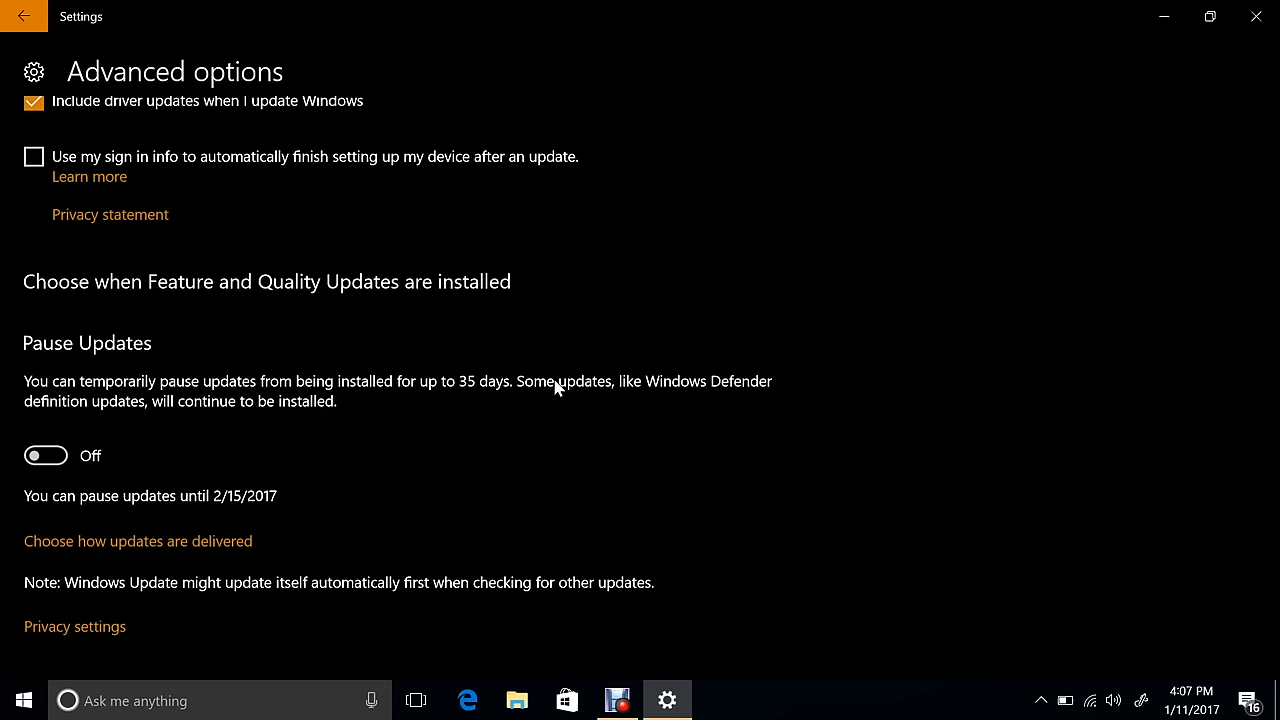 Settings
Advanced options
Include driver updates when I update Windows
Use my sign in info to automatically finish setting up my device after an update.
Learn more
Privacy statement
Choose when Feature and Quality Updates are installed
Pause Updates
You can temporarily pause updates from being installed for up to 35 days. Some updates, like Windows Defender
definition updates, will continue to be installed.
Off
You can pause updates until 2/15/2017
Choose how updates are delivered
Note: Windows Update might update itself automatically first when checking for other updates.
Privacy settings
Ask me anything
4:07 PM
1/11/2017
16